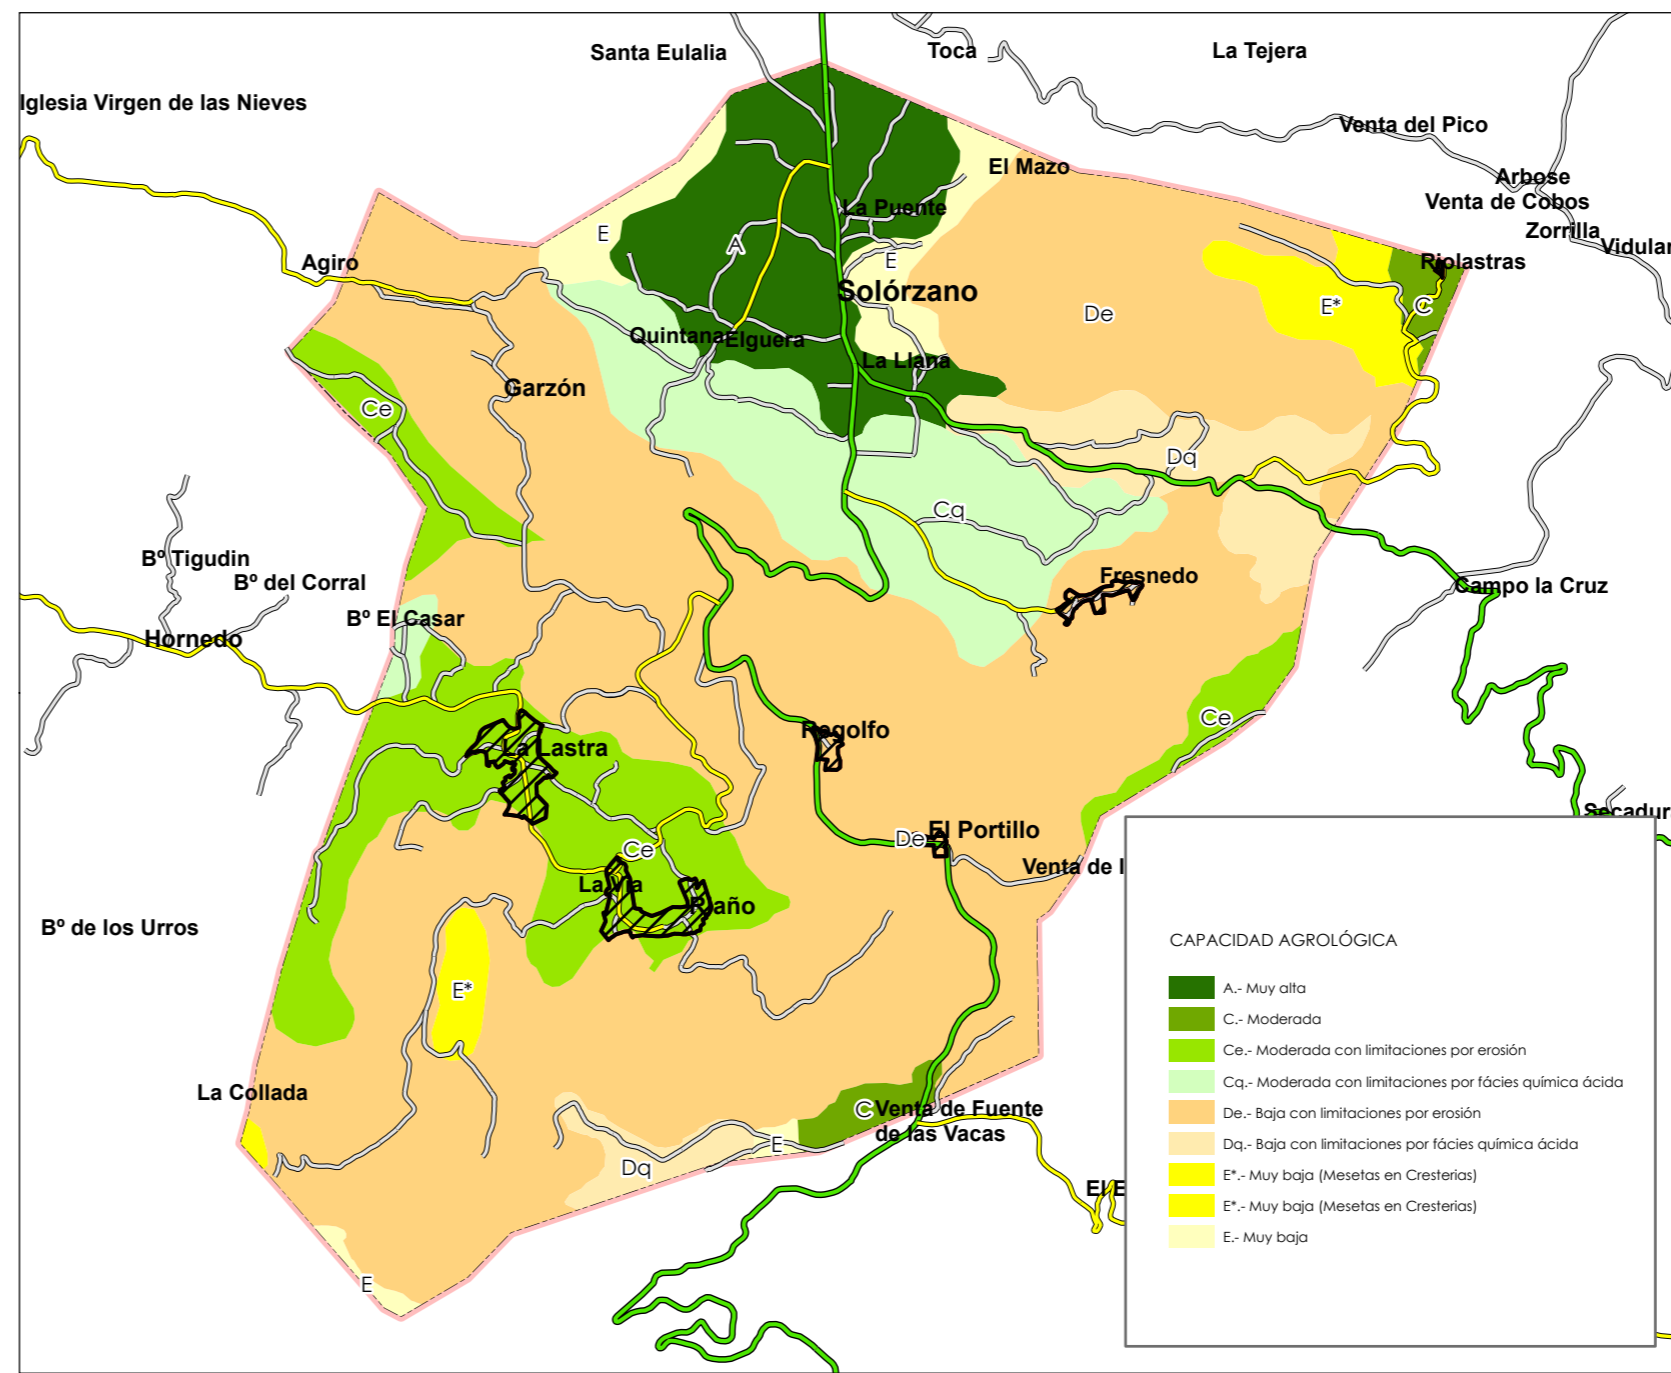 Santa Eulalia
Toca
La Tejera
Iglesia Virgen de las Nieves
Venta del Pico
El Mazo
Arbose
Venta de Cobos
La Puente
Zorrilla
Vidular
E
A
E
Agiro
Riolastras
Solórzano
De
E*
C
Quintana
Elguera
La Llana
Garzón
Ce
Dq
Cq
Bº Tigudin
Bº del Corral
Fresnedo
Campo la Cruz
Bº El Casar
Hornedo
Ce
Regolfo
La Lastra
El Portillo
De
Ce
Venta de
La Vía
Riaño
Bº de los Urros
E*
La Collada
C
Venta de Fuente
de las Vacas
E
Dq
E
El
CAPACIDAD AGROLÓGICA
A.- Muy alta
C.- Moderada
Ce.- Moderada con limitaciones por erosión
Cq.- Moderada con limitaciones por fácies química ácida
De.- Baja con limitaciones por erosión
Dq.- Baja con limitaciones por fácies química ácida
E*.- Muy baja (Mesetas en Cresterias)
E*.- Muy baja (Mesetas en Cresterias)
E.- Muy baja